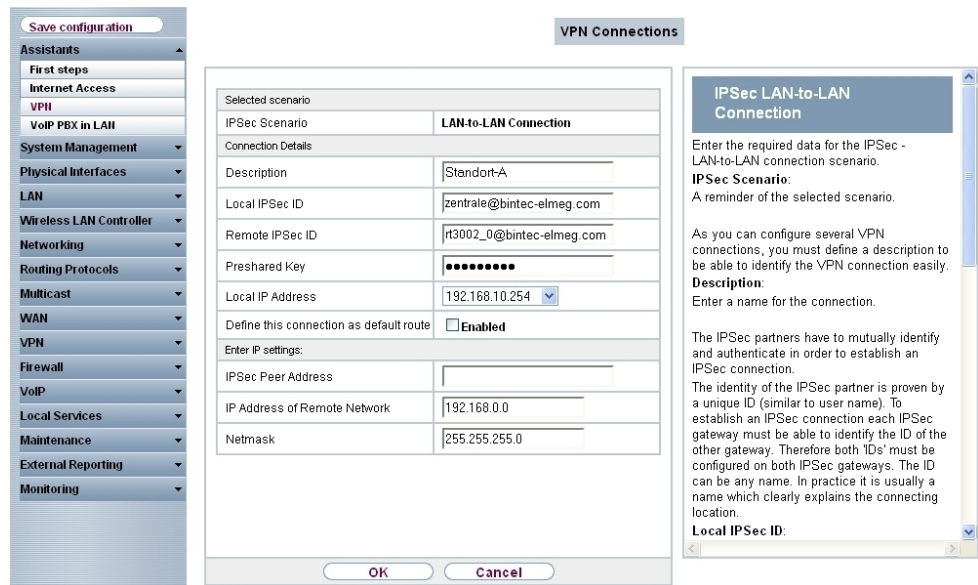 Save configuration
Assistants
First steps
Internet Access
VPN
VoIP PBX in LAN
System Management
Physical Interfaces
LAN
Wireless LAN Controller
Networking
Routing Protocols
Multicast
WAN
VPN
Firewall
VoIP
Local Services
Maintenance
External Reporting
Monitoring
VPN Connections
Selected scenario
IPSec Scenario LAN-to-LAN Connection
Connection Details
Description Standort-A
Local IPSec ID zentrale@bintec-elmeg.com
Remote IPSec ID rt3002_0@bintec-elmeg.com
Preshared Key ●●●●●●●●●
Local IP Address 192.168.10.254
Define this connection as default route Enabled
Enter IP settings:
IPSec Peer Address
IP Address of Remote Network 192.168.0.0
Netmask 255.255.255.0
OK Cancel
IPSec LAN-to-LAN
Connection
Enter the required data for the IPSec -
LAN-to-LAN connection scenario.
IPSec Scenario:
A reminder of the selected scenario.
As you can configure several VPN
connections, you must define a description to
be able to identify the VPN connection easily.
Description:
Enter a name for the connection.
The IPSec partners have to mutually identify
and authenticate in order to establish an
IPSec connection.
The identity of the IPSec partner is proven by
a unique ID (similar to user name). To
establish an IPSec connection each IPSec
gateway must be able to identify the ID of the
other gateway. Therefore both 'IDs' must be
configured on both IPSec gateways. The ID
can be any name. In practice it is usually a
name which clearly explains the connecting
location.
Local IPSec ID: